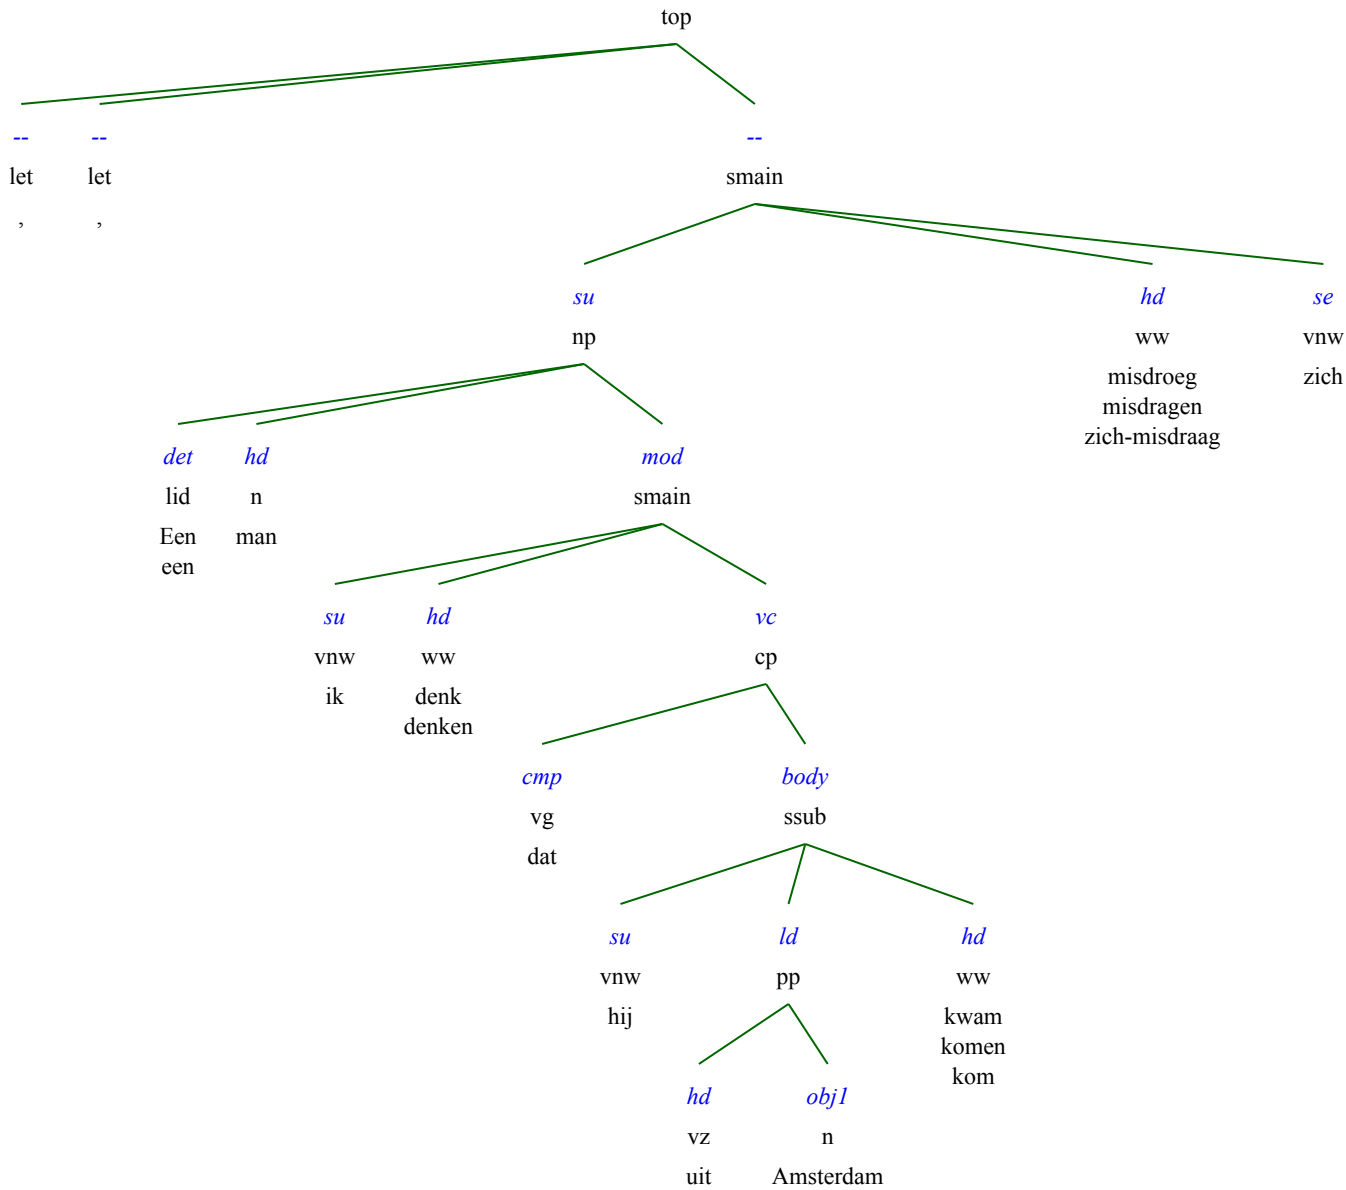 top
-- -- --
let let smain
, ,
su hd se
np ww vnw
misdroeg zich
misdragen
zich-misdraag
det hd mod
lid n smain
Een man
een
su hd vc
vnw ww cp
ik denk
denken
cmp body
vg ssub
dat
su ld hd
vnw pp ww
hij kwam
komen
kom
hd obj1
vz n
uit Amsterdam